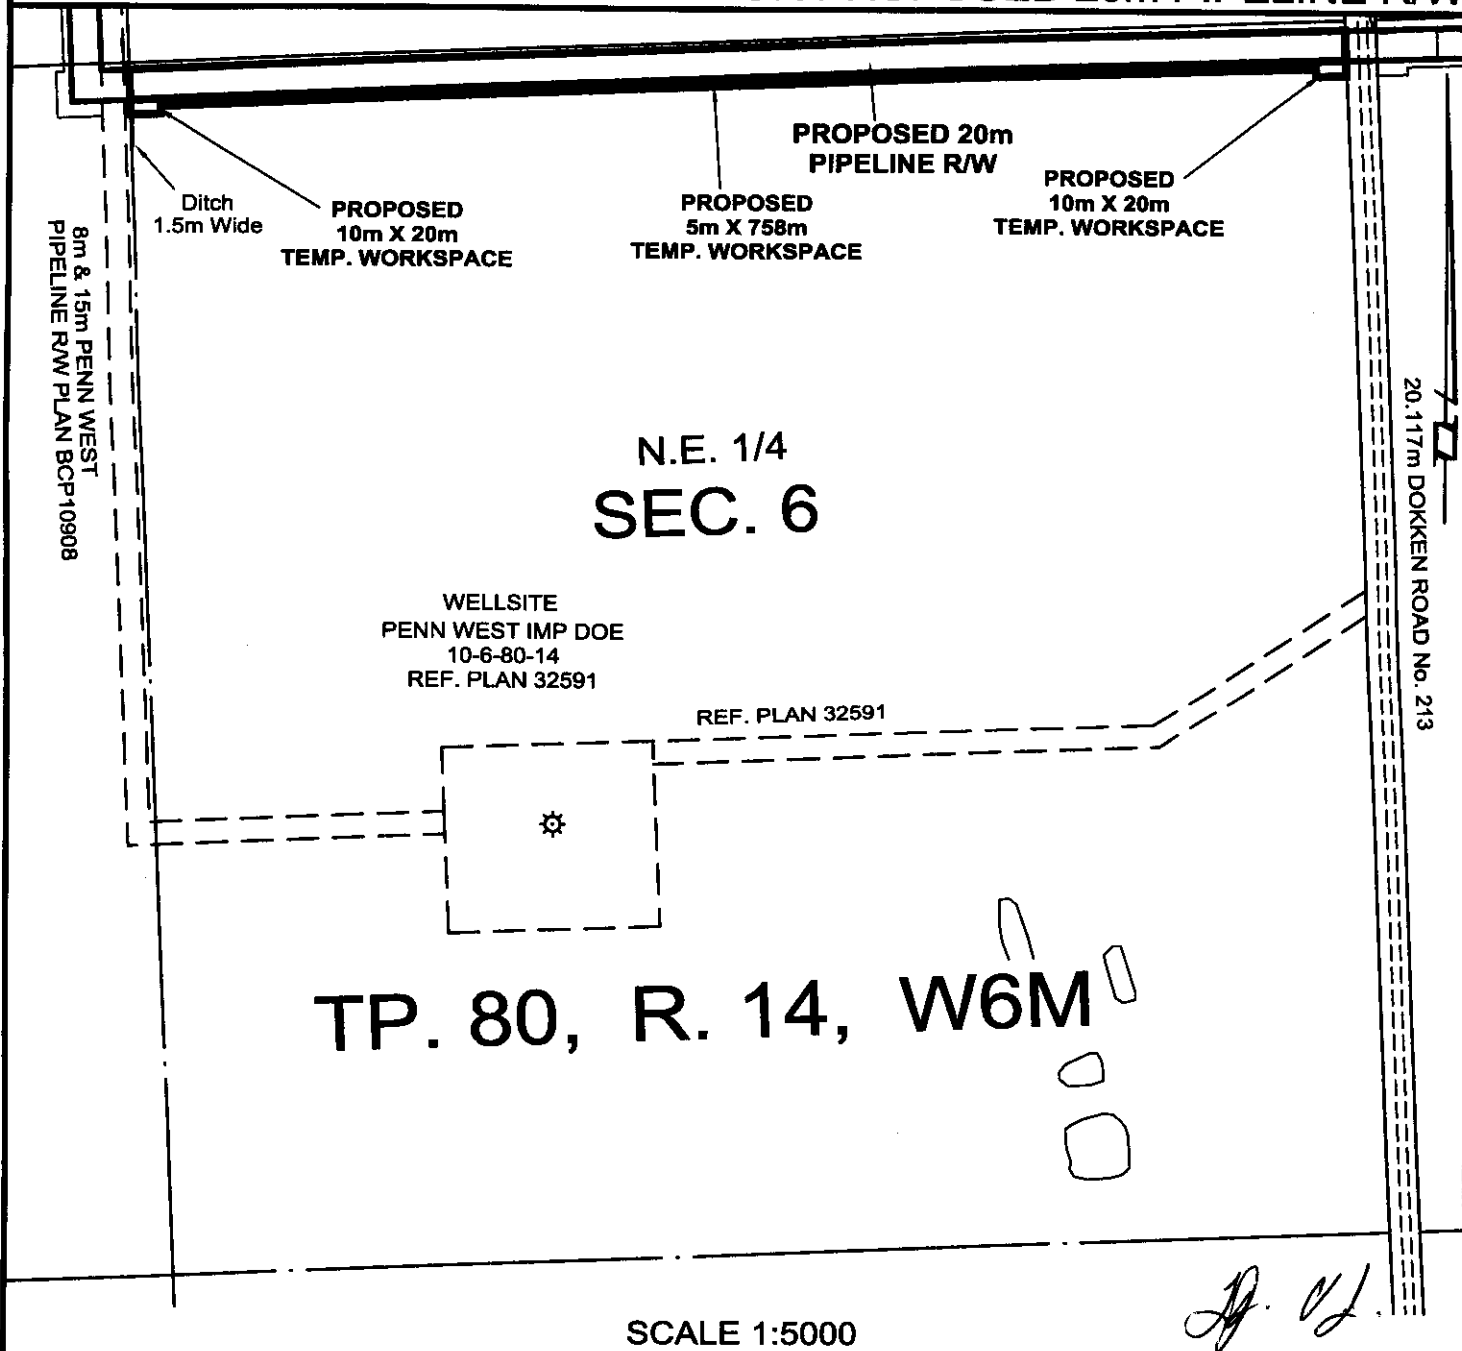 PROPOSED 20m
PIPELINE R/W
PROPOSED
10m X 20m
TEMP. WORKSPACE
PROPOSED
5m X 758m
TEMP. WORKSPACE
Ditch
1.5m Wide
PROPOSED
10m X 20m
TEMP. WORKSPACE
8m & 15m PENN WEST
PIPELINE R/W PLAN BCP10908
20.117m DOKKEN ROAD No. 213
N.E. 1/4
SEC. 6
WELLSITE
PENN WEST IMP DOE
10-6-80-14
REF. PLAN 32591
REF. PLAN 32591
TP. 80, R. 14, W6M
SCALE 1:5000